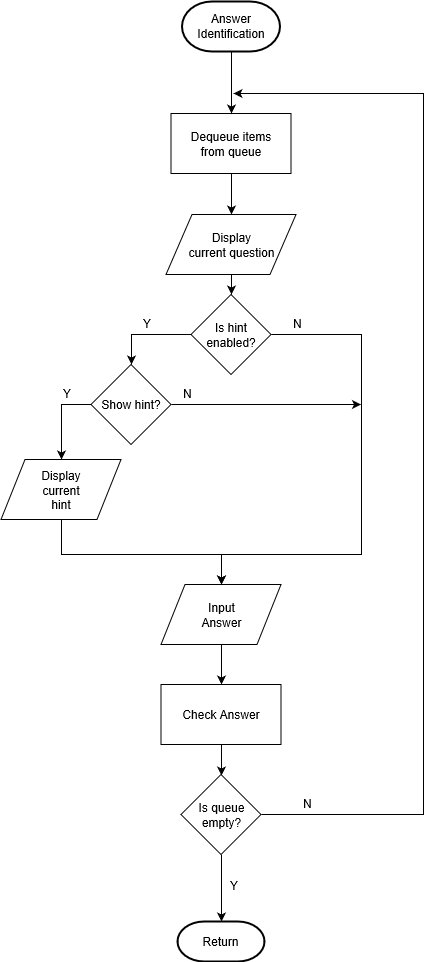 Answer
Identification
Dequeue items
from queue
Display
current question
Is hint
enabled?
Y
N
Show hint?
Y
N
Display
current
hint
Input
Answer
Check Answer
Is queue
empty?
N
Y
Return